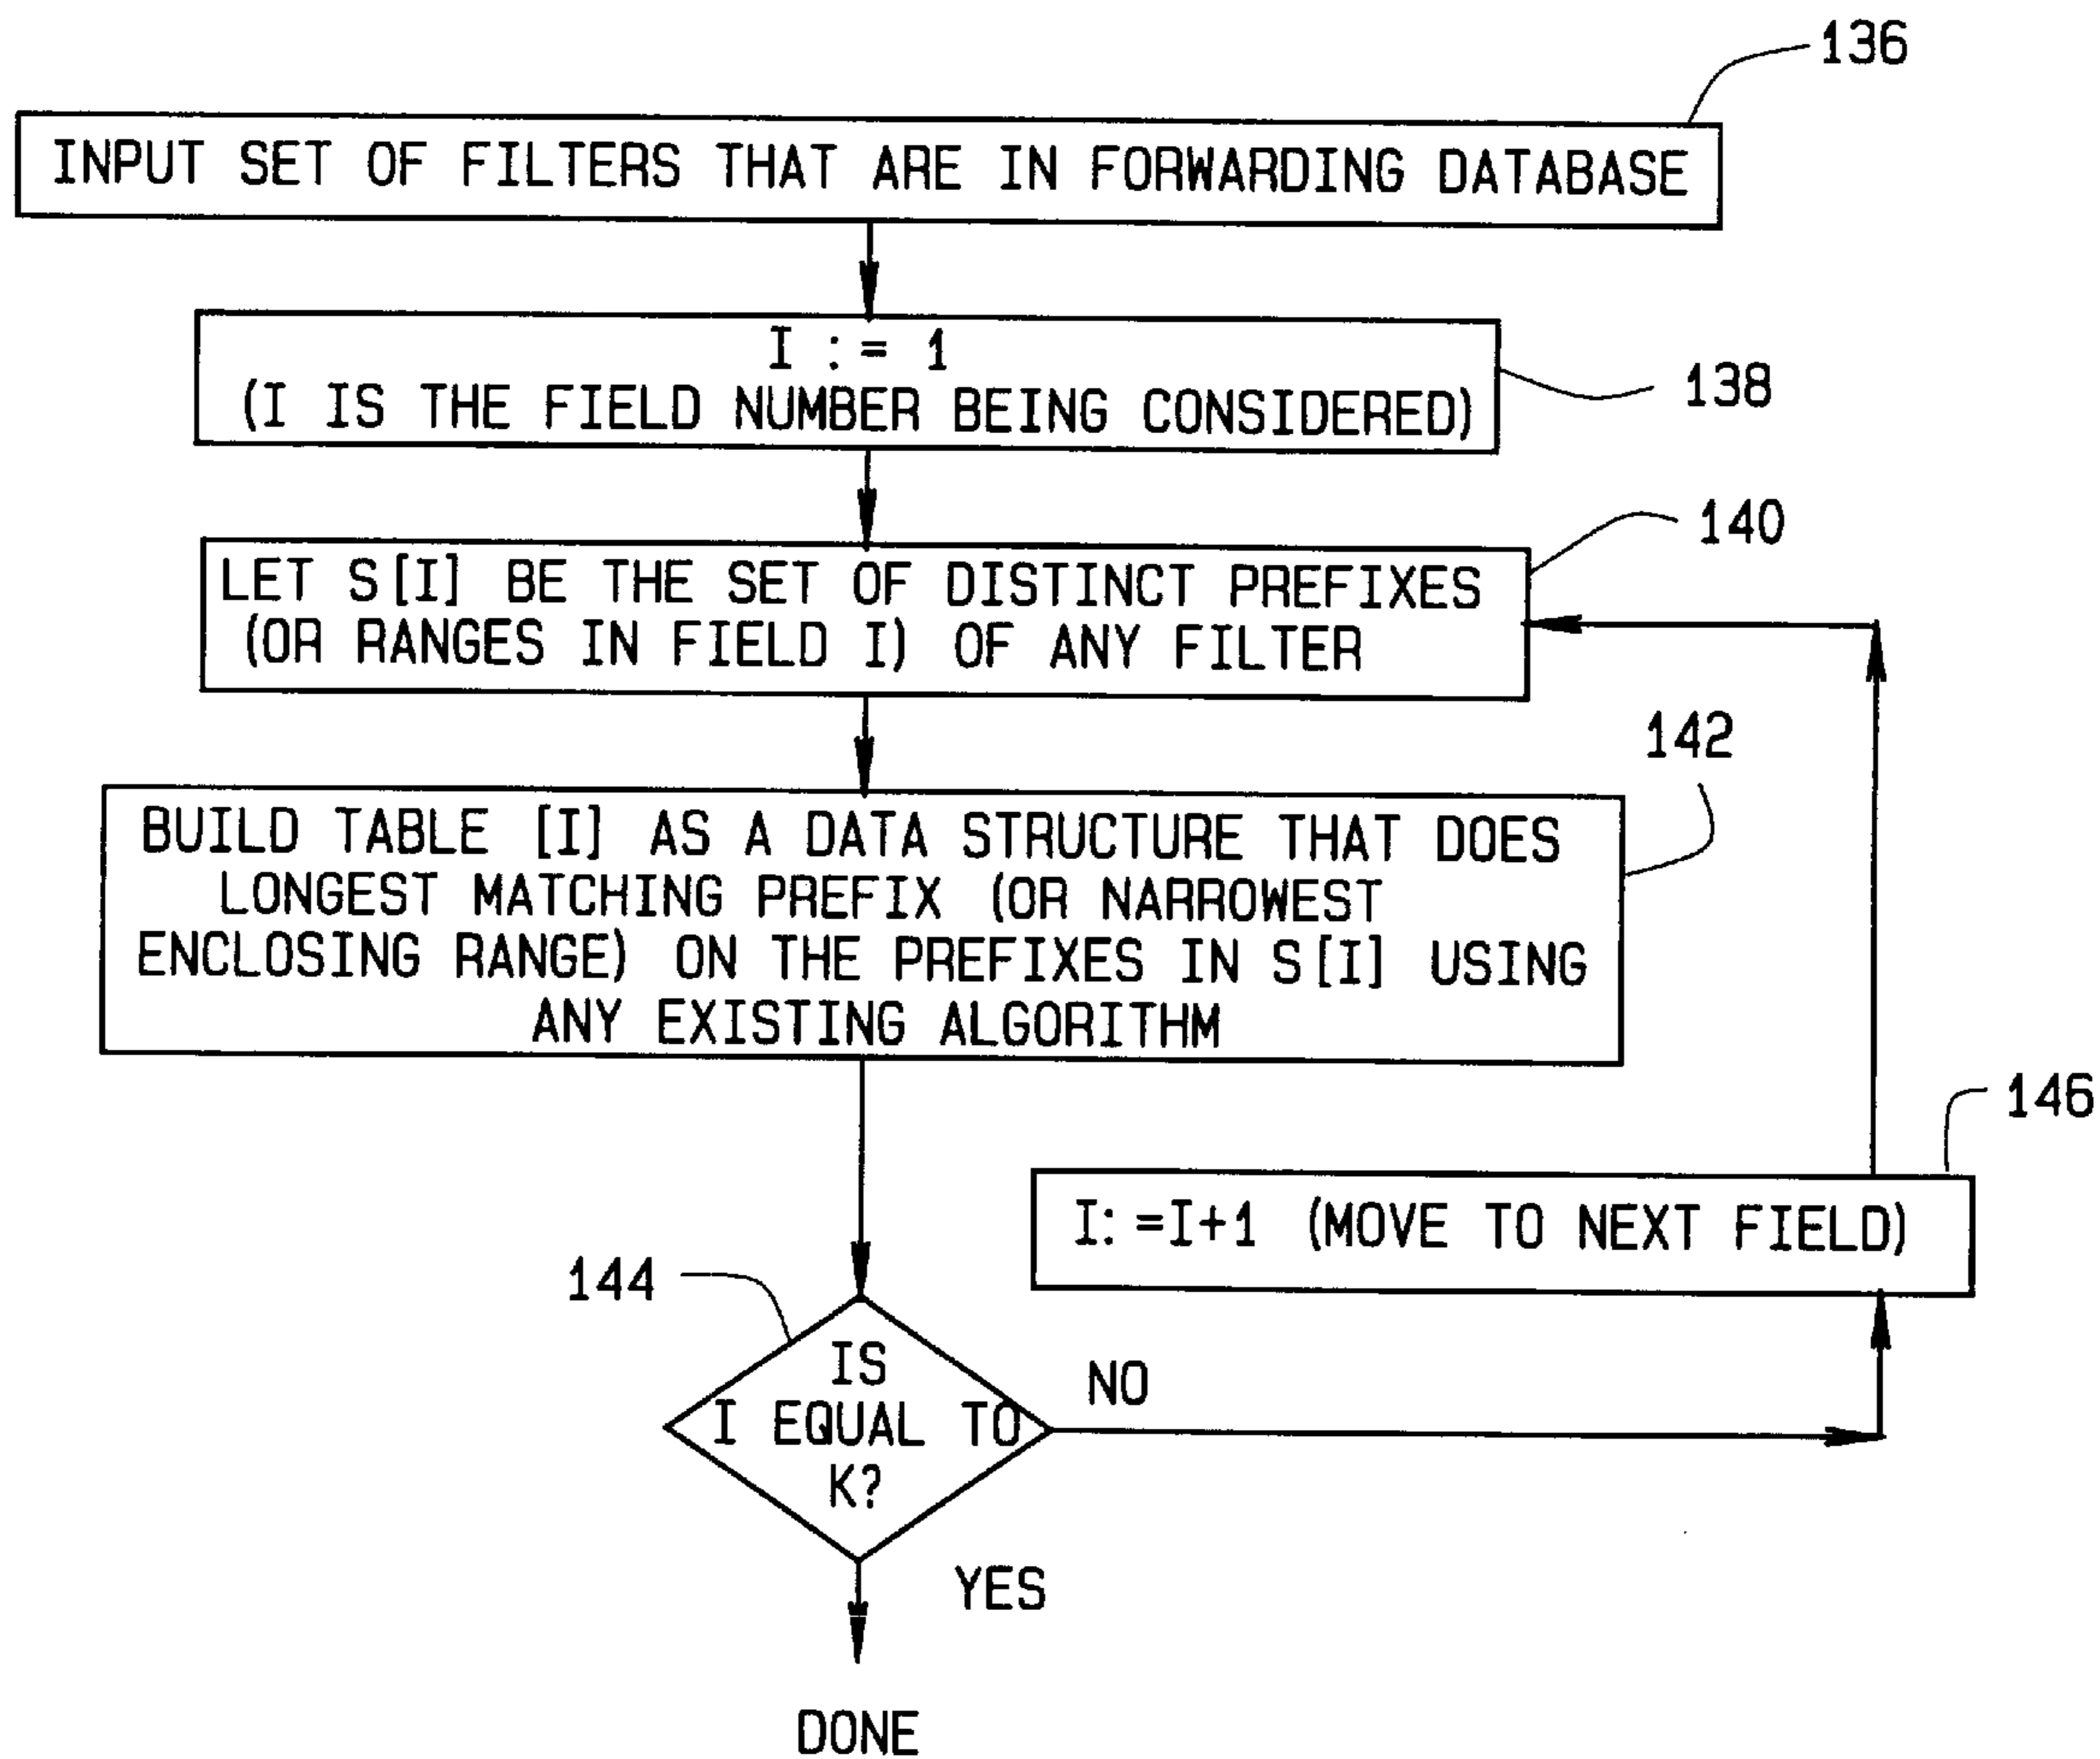 136
INPUT SET OF FILTERS THAT ARE IN FORWARDING DATABASE
I := 1
(I IS THE FIELD NUMBER BEING CONSIDERED)
138
140
LET S[I] BE THE SET OF DISTINCT PREFIXES
(OR RANGES IN FIELD I) OF ANY FILTER
142
BUILD TABLE [I] AS A DATA STRUCTURE THAT DOES
LONGEST MATCHING PREFIX (OR NARROWEST
ENCLOSING RANGE) ON THE PREFIXES IN S[I] USING
ANY EXISTING ALGORITHM
146
I: =I+1 (MOVE TO NEXT FIELD)
144
IS
I EQUAL TO
K?
NO
YES
DONE